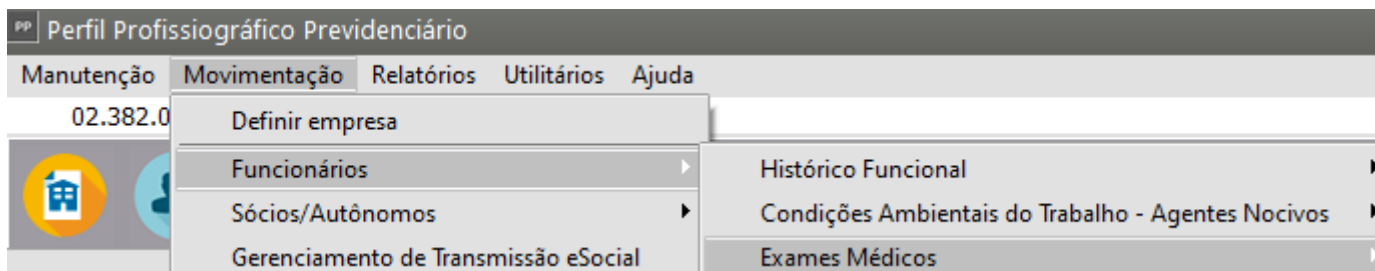 PP Perfil Profissiográfico Previdenciário
Manutenção Movimentação Relatórios Utilitários Ajuda
02.382.0
Definir empresa
Funcionários
Histórico Funcional
Sócios/Autônomos
Condições Ambientais do Trabalho - Agentes Nocivos
Gerenciamento de Transmissão eSocial
Exames Médicos